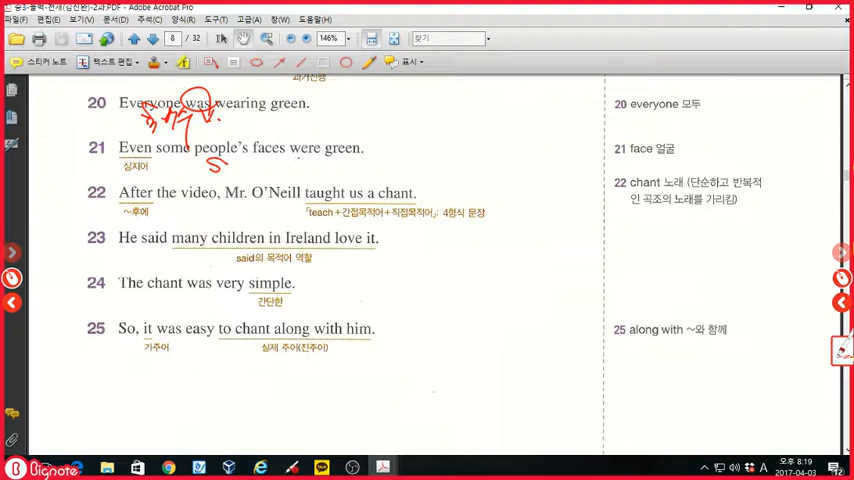 중3-블랙-천재(김진완)-2과.PDF - Adobe Acrobat Pro
파일(F) 편집(E) 보기(V) 문서(D) 주석(C) 양식(R) 도구(T) 고급(A) 창(W) 도움말(H)
8 / 32 146% 찾기
스티커 노트 텍스트 편집 표시
과거진행
20 Everyone was wearing green. 20 everyone 모두
21 Even some people's faces were green. 21 face 얼굴
심지어 S
22 After the video, Mr. O'Neill taught us a chant. 22 chant 노래 (단순하고 반복적
~후에 「teach+간접목적어+직접목적어」: 4형식 문장 인 곡조의 노래를 가리킴)
23 He said many children in Ireland love it.
said의 목적어 역할
24 The chant was very simple.
간단한
25 So, it was easy to chant along with him. 25 along with ~와 함께
가주어 실제 주어(진주어)
Bignote A 오후 8:19
2017-04-03 12